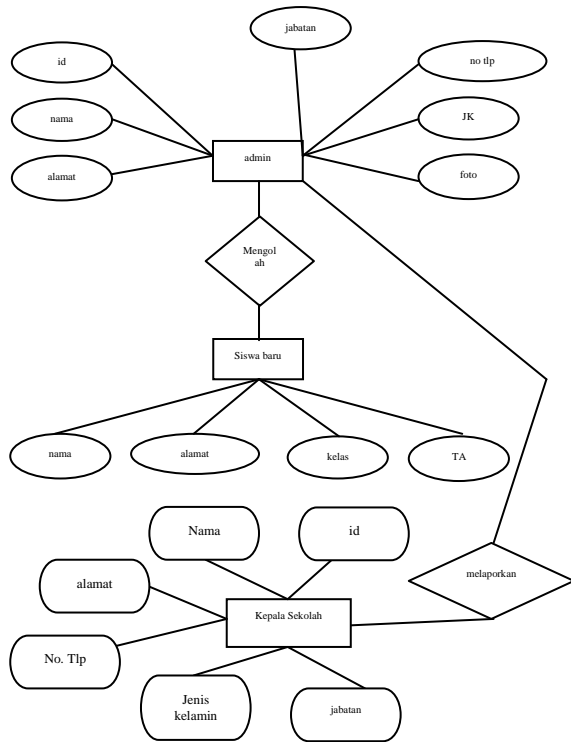 jabatan
id
no tlp
nama
JK
admin
alamat
foto
Mengol
ah
Siswa baru
nama
alamat
kelas
TA
Nama
id
alamat
melaporkan
Kepala Sekolah
No. Tlp
Jenis
kelamin
jabatan